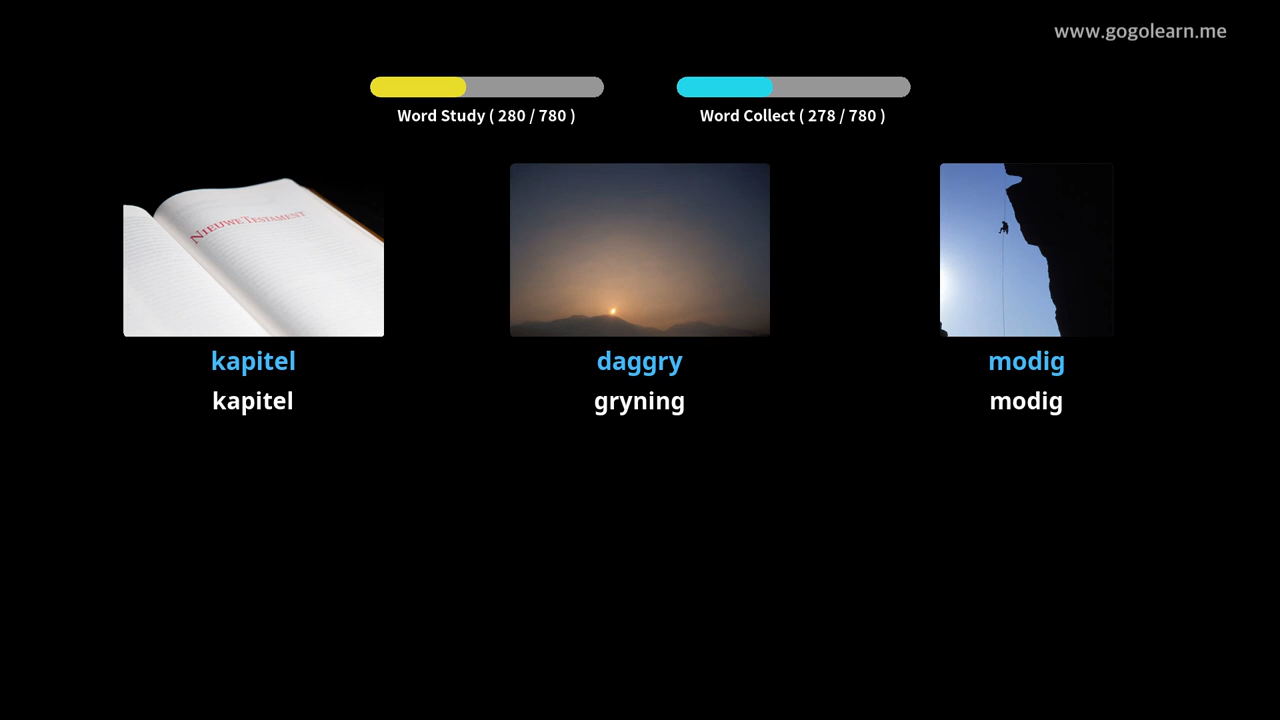 www.gogolearn.me
Word Study ( 280 / 780 )
Word Collect ( 278 / 780 )
NIEUWE TESTAMENT
kapitel
daggry
modig
kapitel
gryning
modig